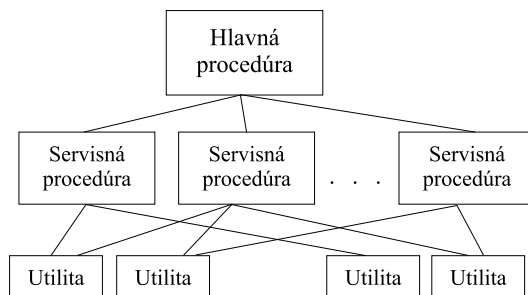 Hlavná
procedúra
Servisná
procedúra
Servisná
procedúra
. . .
Servisná
procedúra
Utilita
Utilita
Utilita
Utilita